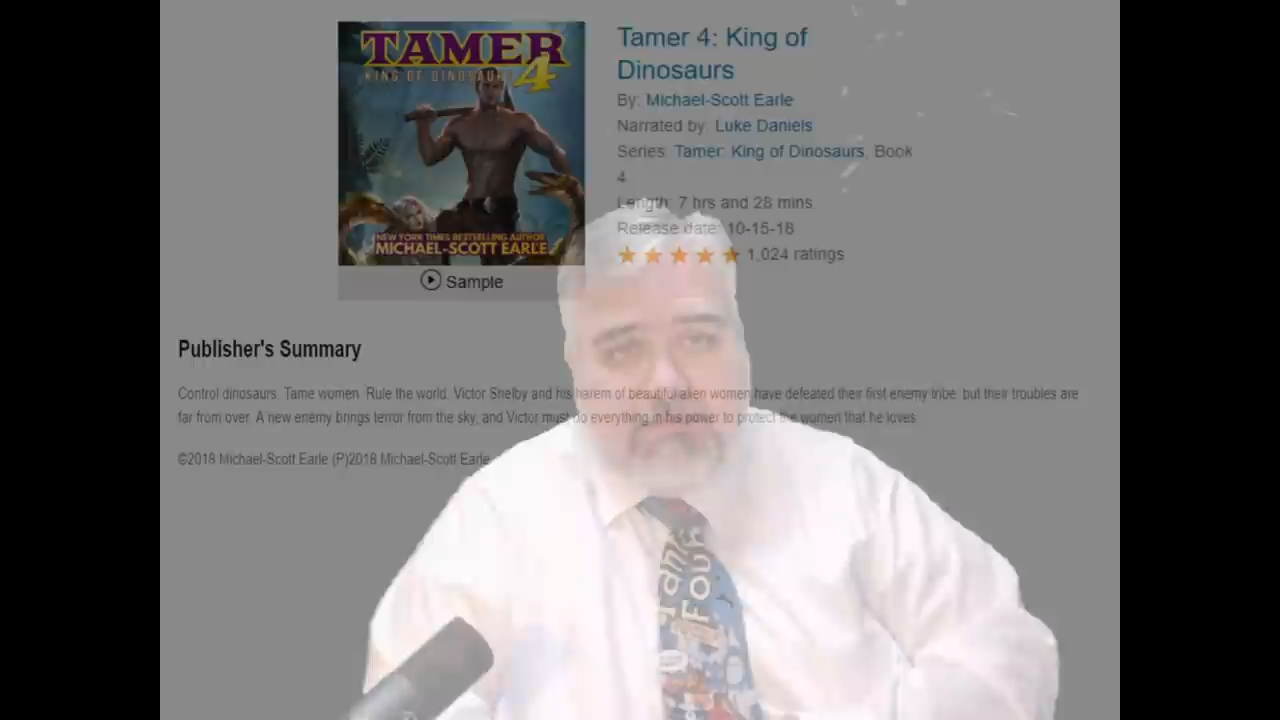 TAMER
KING OF DINOSAURS 4
NEW YORK TIMES BESTSELLING AUTHOR
MICHAEL-SCOTT EARLE
Sample
Tamer 4: King of
Dinosaurs
By: Michael-Scott Earle
Narrated by: Luke Daniels
Series: Tamer: King of Dinosaurs, Book
4
Length: 7 hrs and 28 mins
Release date: 10-15-18
1,024 ratings
Publisher's Summary
Control dinosaurs. Tame women. Rule the world. Victor Shelby and his harem of beautiful alien women have defeated their first enemy tribe, but their troubles are
far from over. A new enemy brings terror from the sky, and Victor must do everything in his power to protect the women that he loves.
©2018 Michael-Scott Earle (P)2018 Michael-Scott Earle